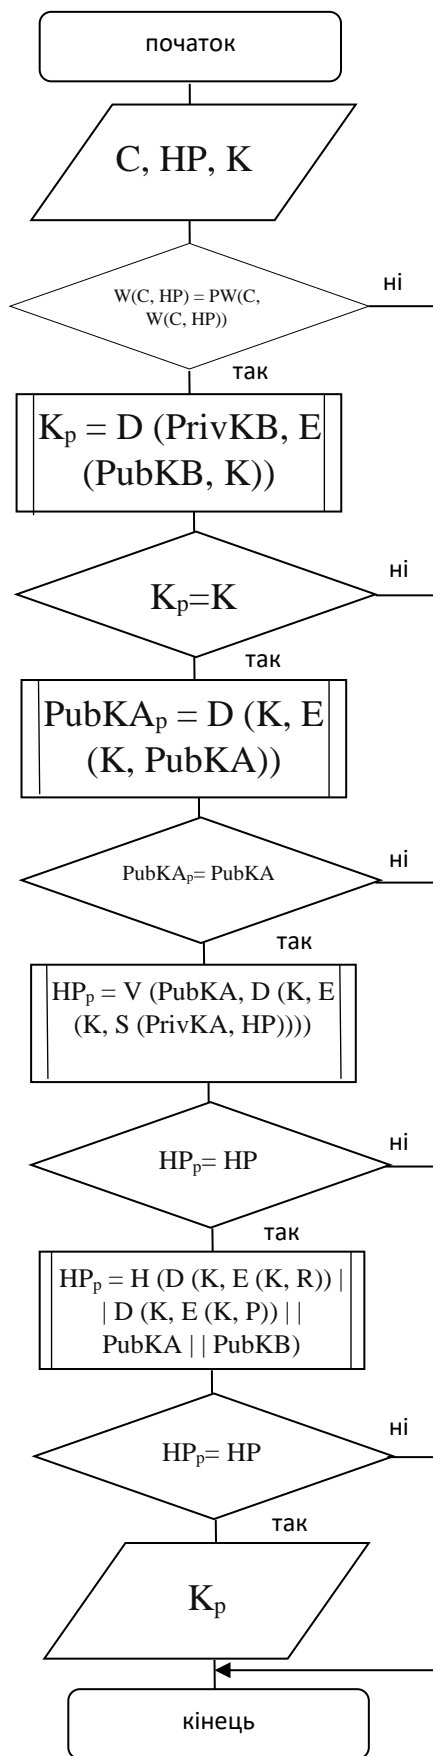 початок
C, HP, K
W(C, HP) = PW(C,
W(C, HP))
ні
так
Kₚ = D (PrivKB, E
(PubKB, K))
ні
Kₚ=K
так
PubKAₚ = D (K, E
(K, PubKA))
ні
PubKAₚ= PubKA
так
HPₚ = V (PubKA, D (K, E
(K, S (PrivKA, HP))))
ні
HPₚ= HP
так
HPₚ = H (D (K, E (K, R)) |
| D (K, E (K, P)) | |
PubKA | | PubKB)
ні
HPₚ= HP
так
Kₚ
кінець